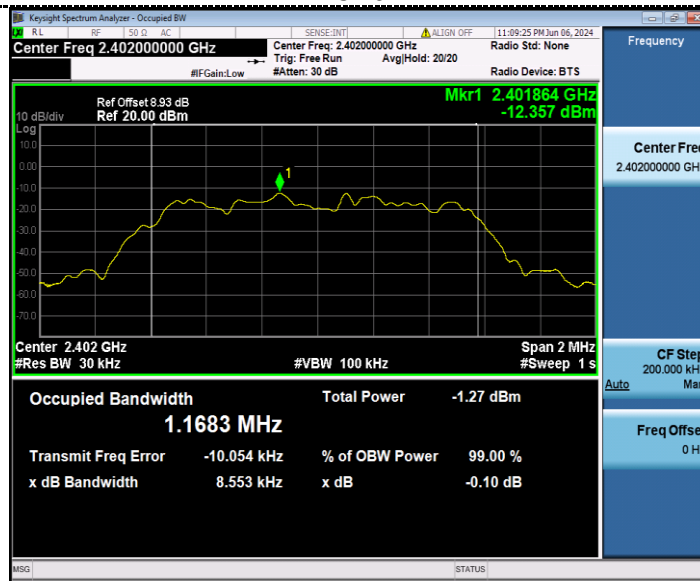 Keysight Spectrum Analyzer - Occupied BW
RL RF 50 Ω AC SENSE:INT ALIGN OFF 11:09:25 PM Jun 06, 2024
Center Freq 2.402000000 GHz
Center Freq: 2.402000000 GHz Radio Std: None
Trig: Free Run Avg|Hold: 20/20
#IFGain:Low #Atten: 30 dB Radio Device: BTS
Frequency
Ref Offset 8.93 dB Mkr1 2.401864 GHz
10 dB/div Ref 20.00 dBm -12.357 dBm
Log
10.0
0.00
-10.0
-20.0
-30.0
-40.0
-50.0
-60.0
-70.0
1
Center 2.402 GHz Span 2 MHz
#Res BW 30 kHz #VBW 100 kHz #Sweep 1 s
Occupied Bandwidth Total Power -1.27 dBm
1.1683 MHz
Transmit Freq Error -10.054 kHz % of OBW Power 99.00 %
x dB Bandwidth 8.553 kHz x dB -0.10 dB
Center Fre
2.402000000 GH
CF Step
200.000 kH
Auto Ma
Freq Offse
0 H
MSG STATUS